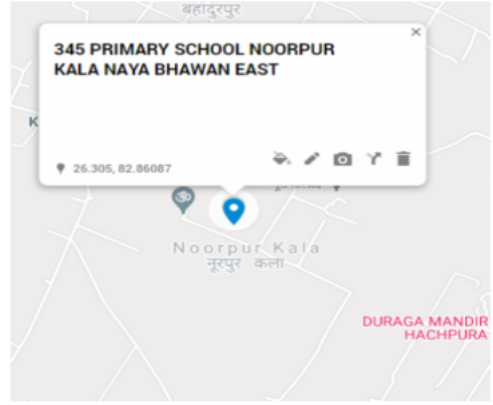 बहादुरपुर
345 PRIMARY SCHOOL NOORPUR
KALA NAYA BHAWAN EAST
K
26.305, 82.86087
Noorpur Kala
नूरपुर कला
DURAGA MANDIR
HACHPURA